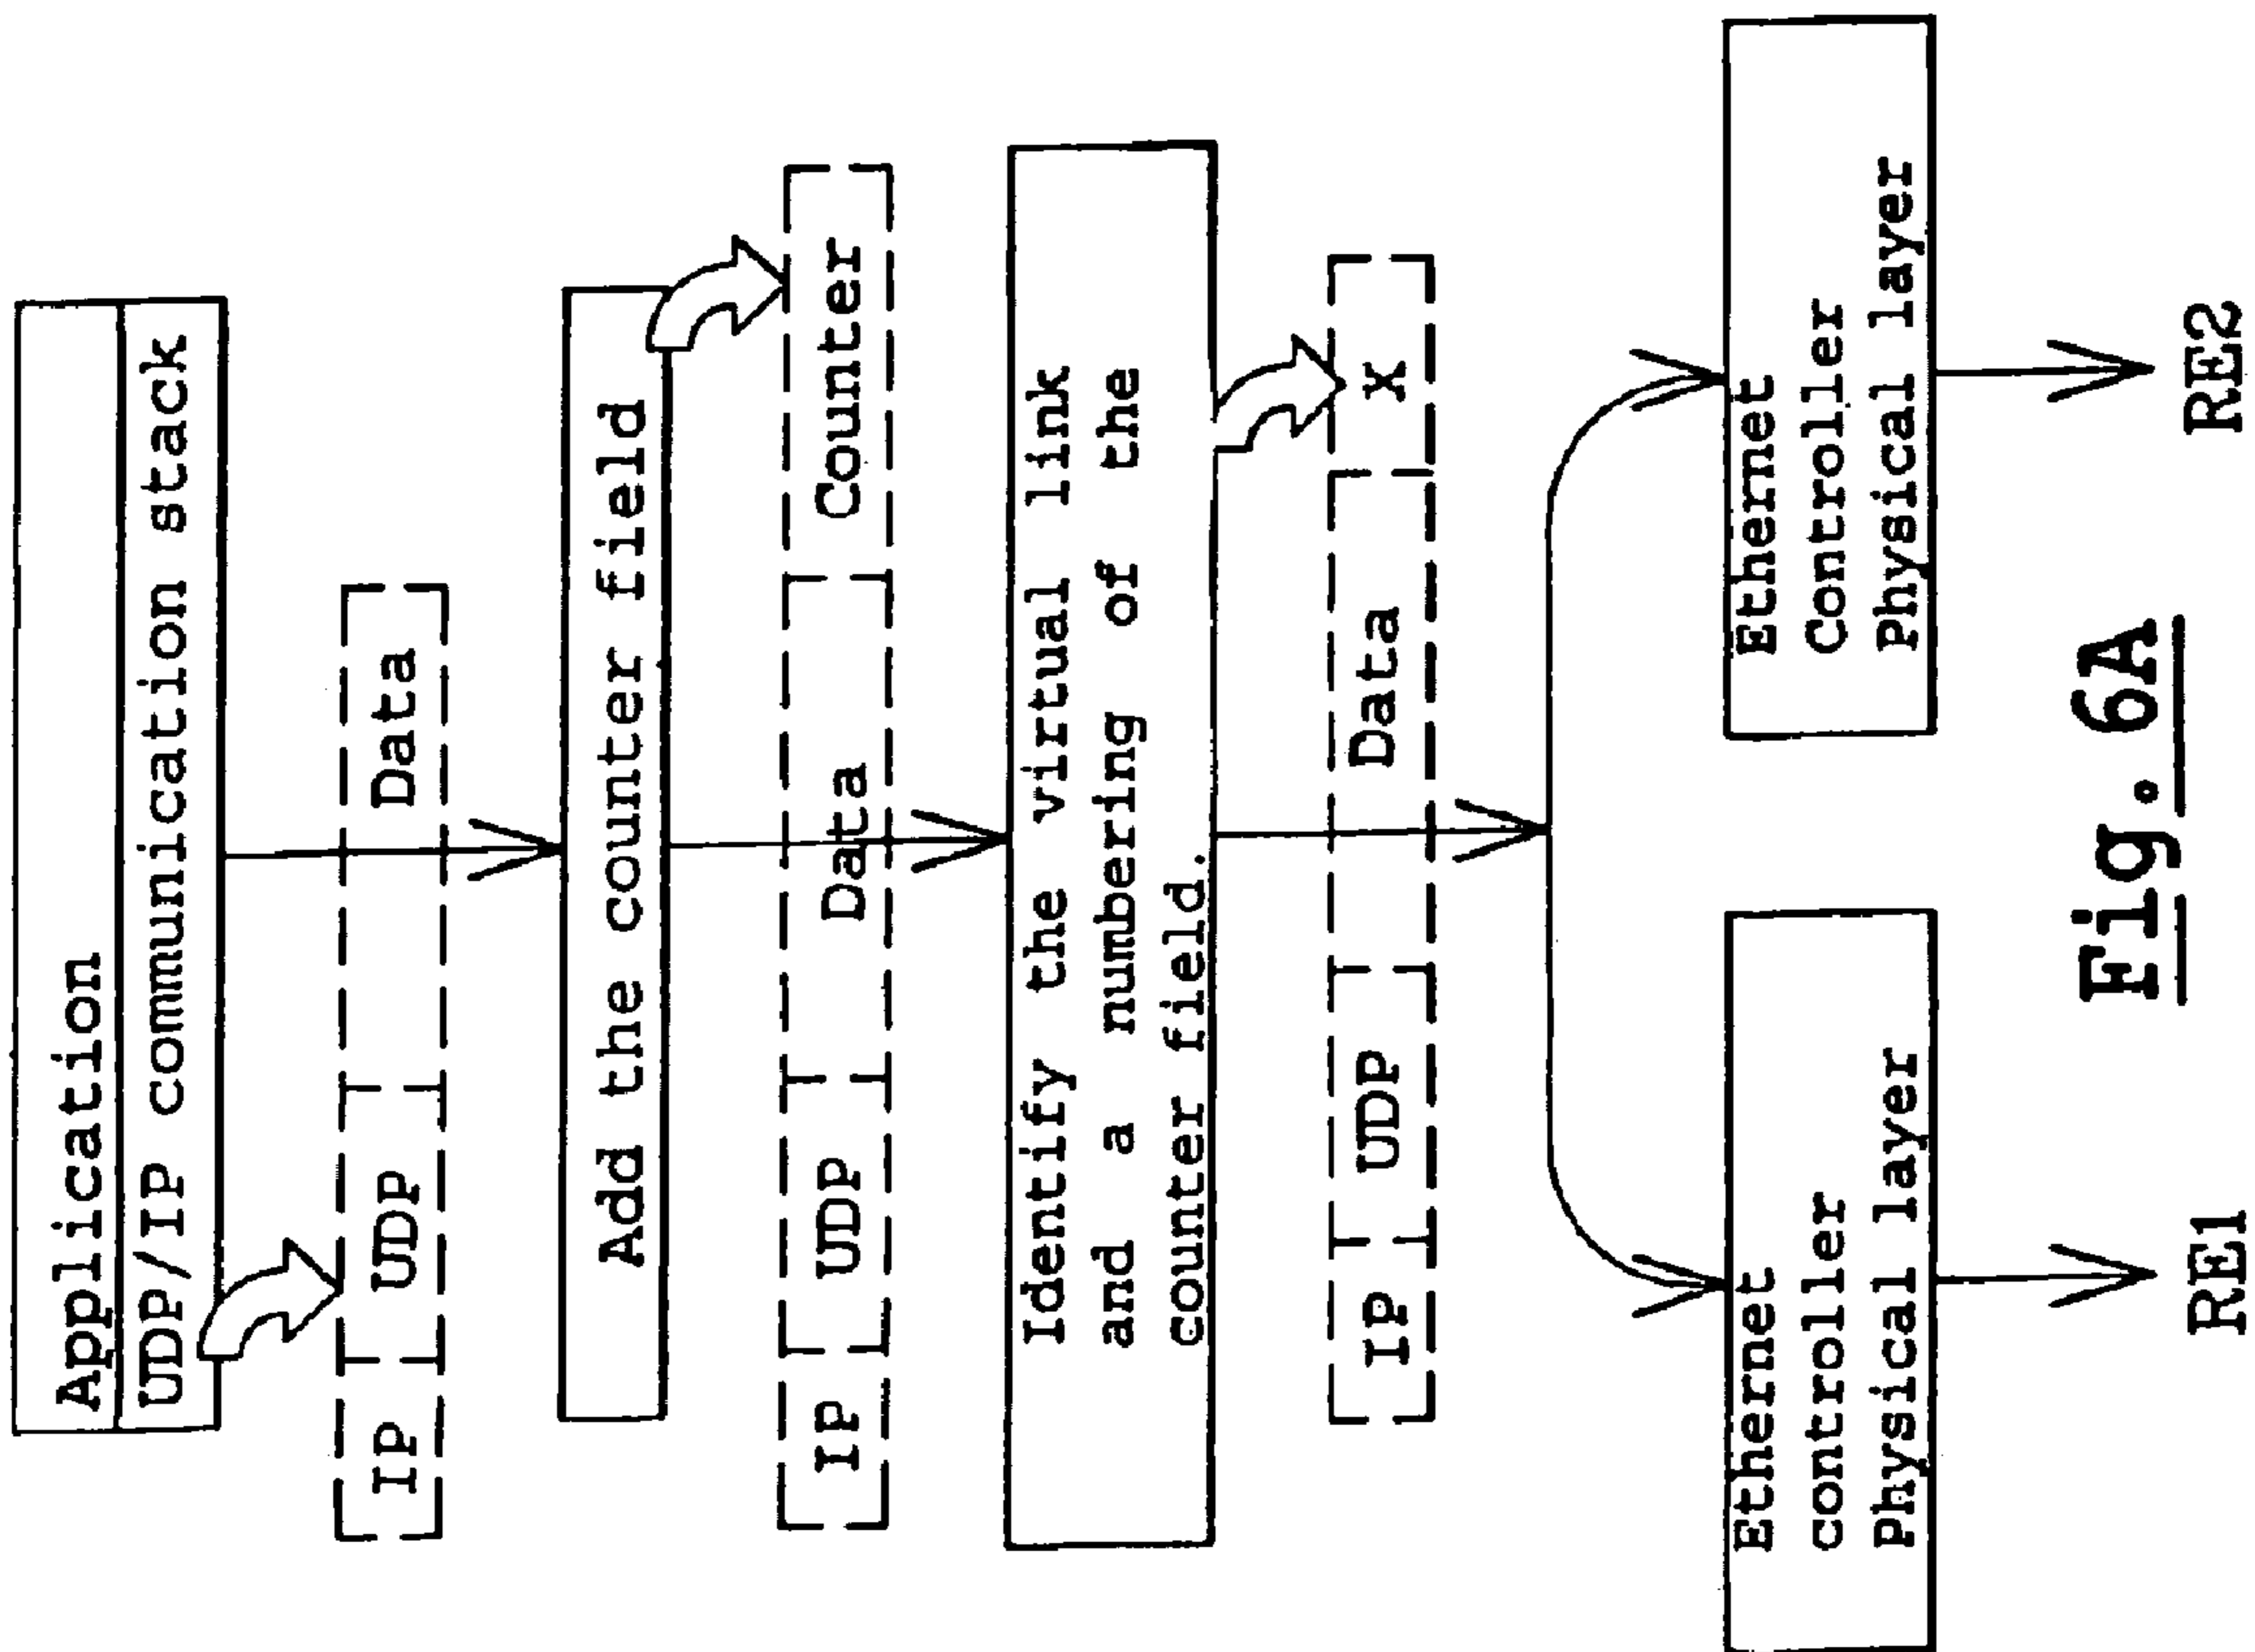 Application
UDP/IP communication stack
IP UDP Data
Add the counter field
IP UDP Data Counter
Identify the virtual link
and a numbering of the
counter field.
IP UDP Data x
Ethernet
controller
Physical layer
Ethernet
Controller
Physical layer
RE1
RE2
Fig. 6A